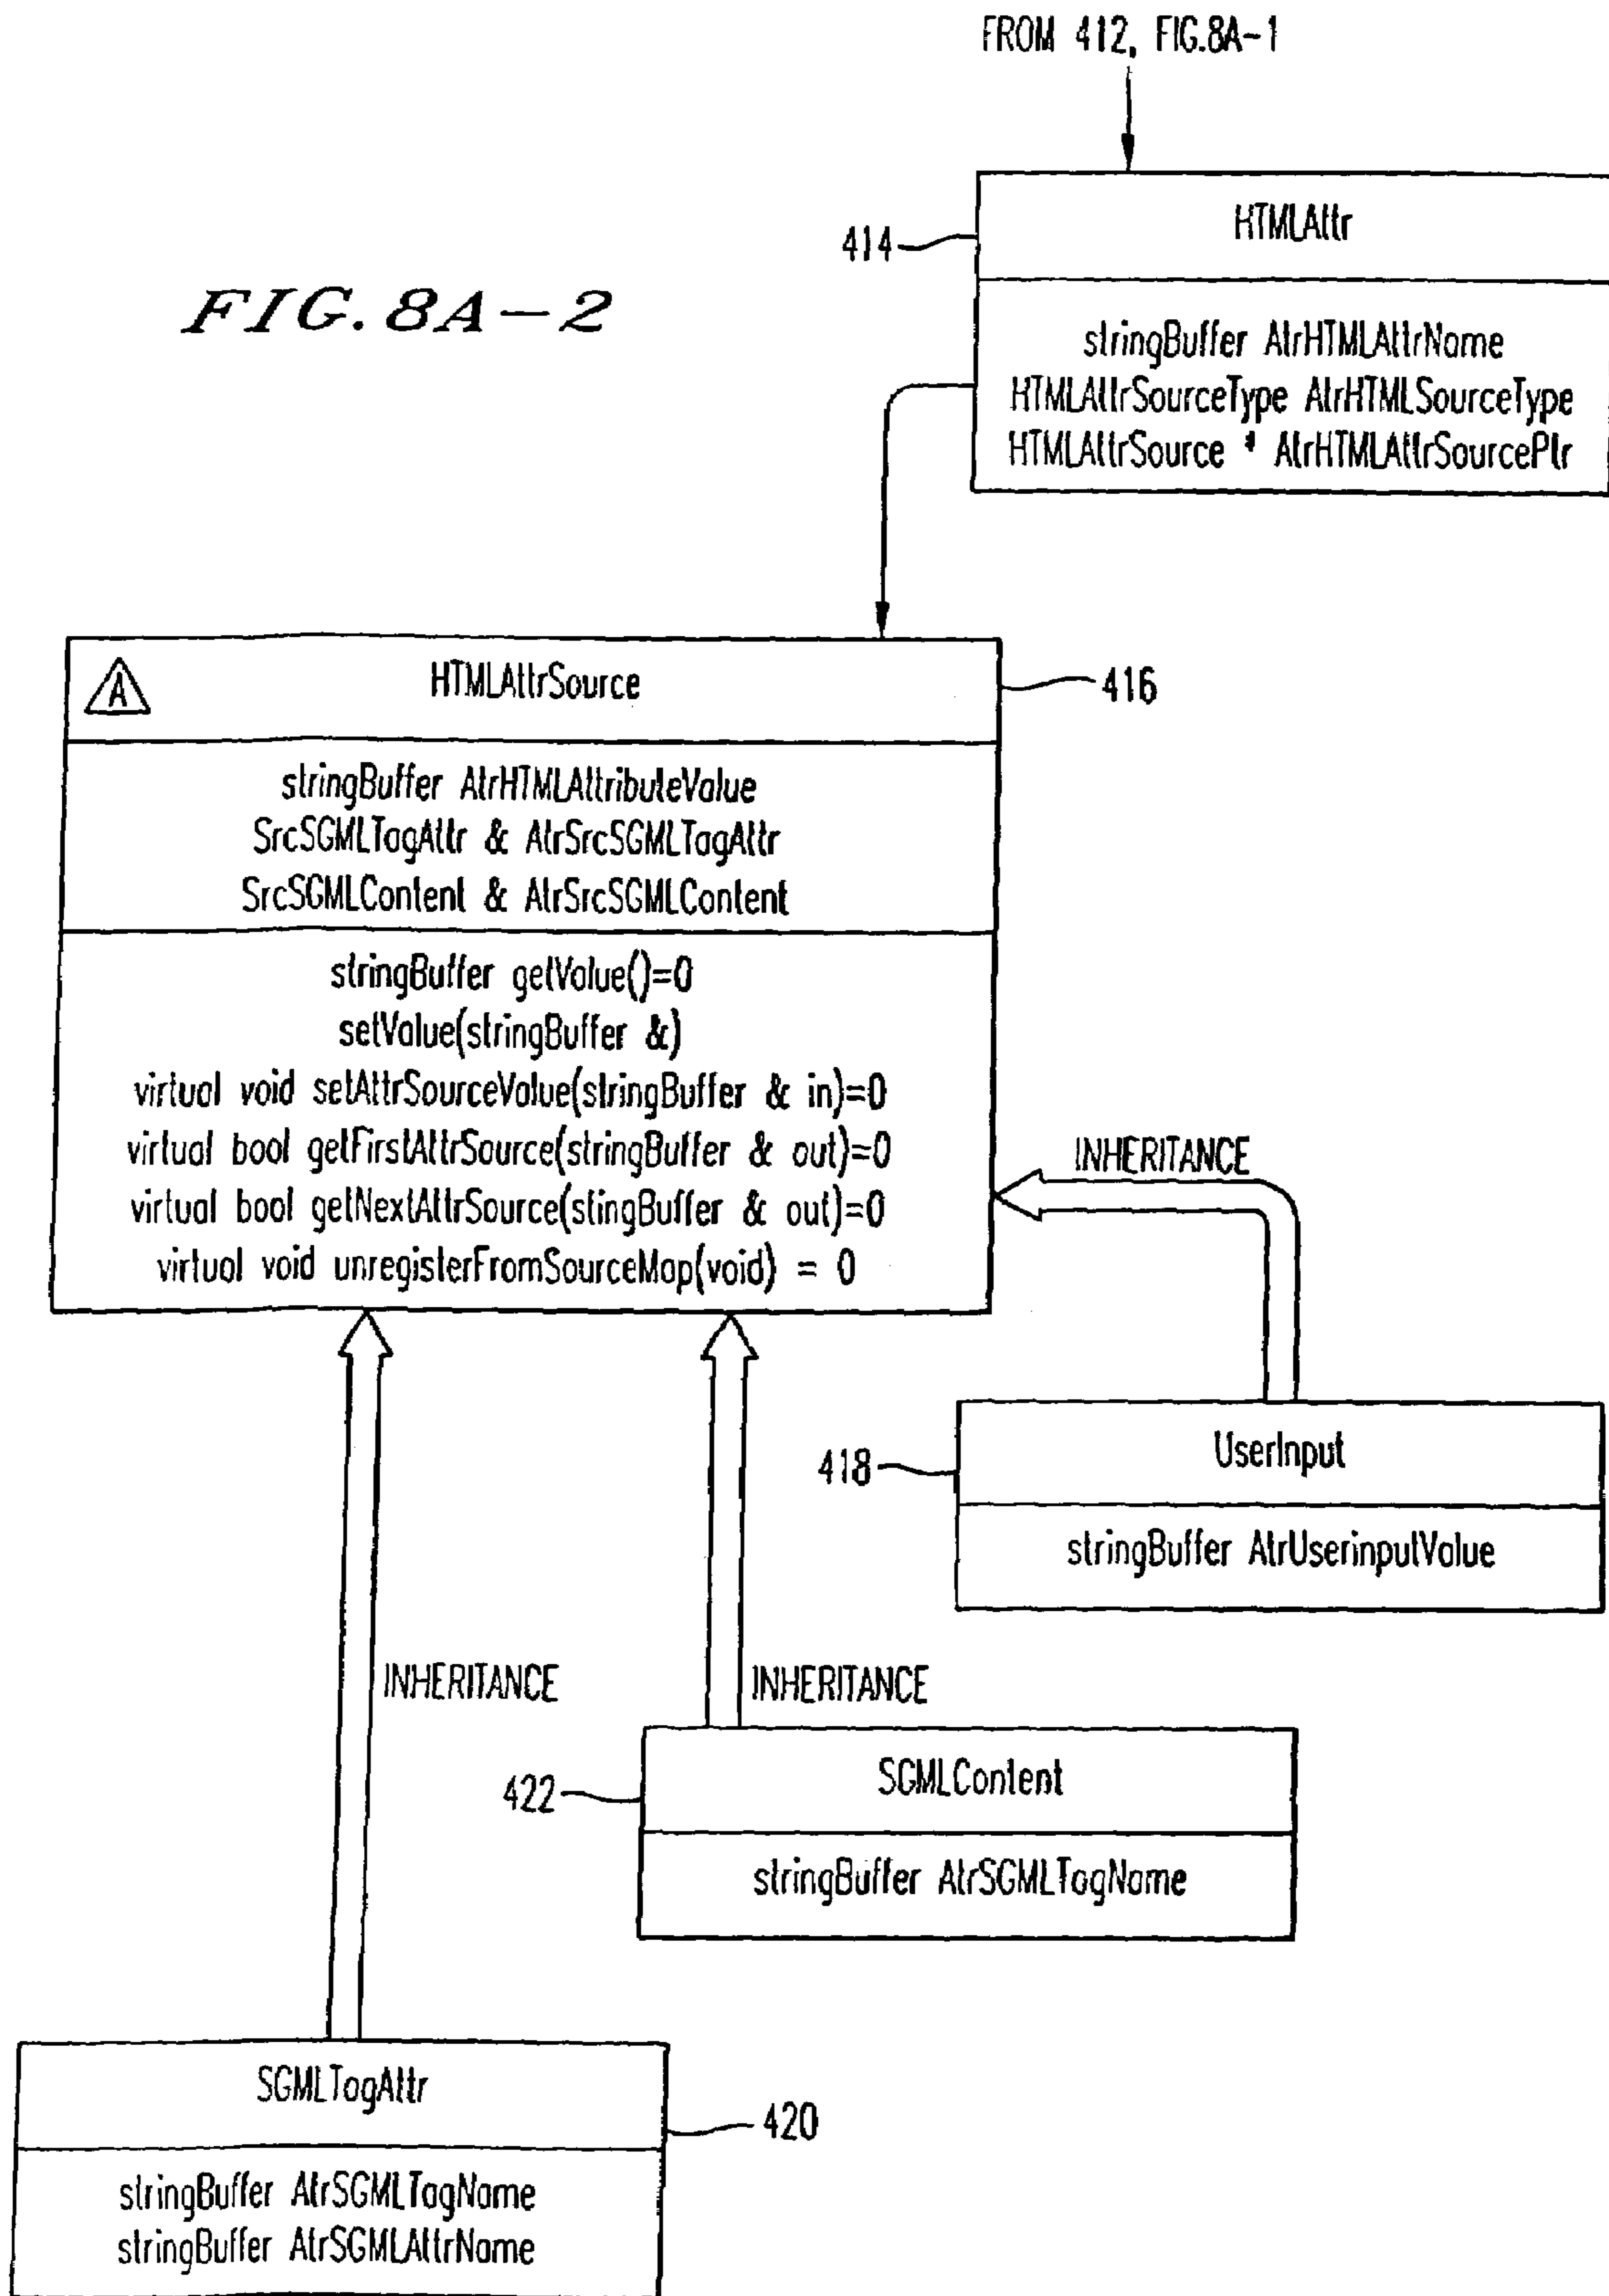 FROM 412, FIG.8A-1
HTMLAttr
414
FIG.8A-2
stringBuffer AtrHTMLAttrName
HTMLAttrSourceType AtrHTMLSourceType
HTMLAttrSource * AtrHTMLAttrSourcePtr
A
HTMLAttrSource
416
stringBuffer AtrHTMLAttributeValue
SrcSGMLTagAttr & AtrSrcSGMLTagAttr
SrcSGMLContent & AtrSrcSGMLContent
stringBuffer getValue()=0
setValue(stringBuffer &)
virtual void setAttrSourceValue(stringBuffer & in)=0
virtual bool getFirstAttrSource(stringBuffer & out)=0
virtual bool getNextAttrSource(stingBuffer & out)=0
virtual void unregisterFromSourceMap(void) = 0
INHERITANCE
UserInput
418
stringBuffer AtrUserinputValue
INHERITANCE
INHERITANCE
SGMLContent
422
stringBuffer AtrSGMLTagName
SGMLTagAttr
420
stringBuffer AtrSGMLTagName
stringBuffer AtrSGMLAttrName